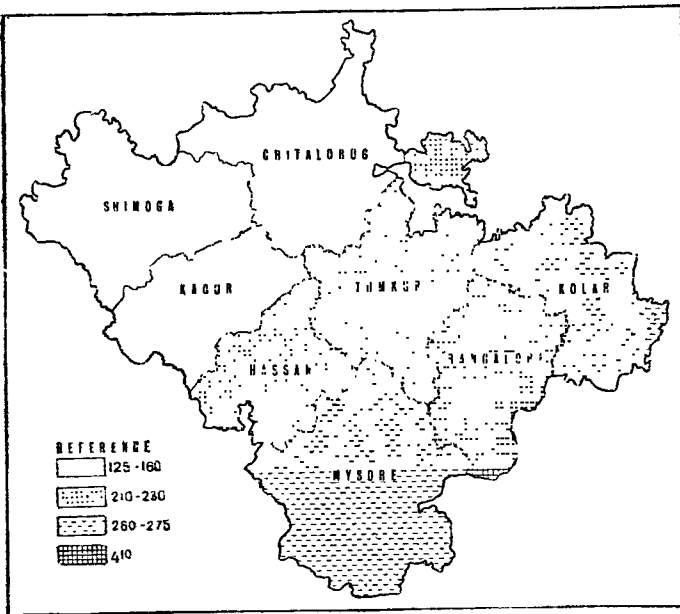 CHITALDRUG
SHIMOGA
KADUR
TUMKUR
KOLAR
HASSAN
BANGALORE
MYSORE
REFERENCE
125-160
210-230
260-275
410